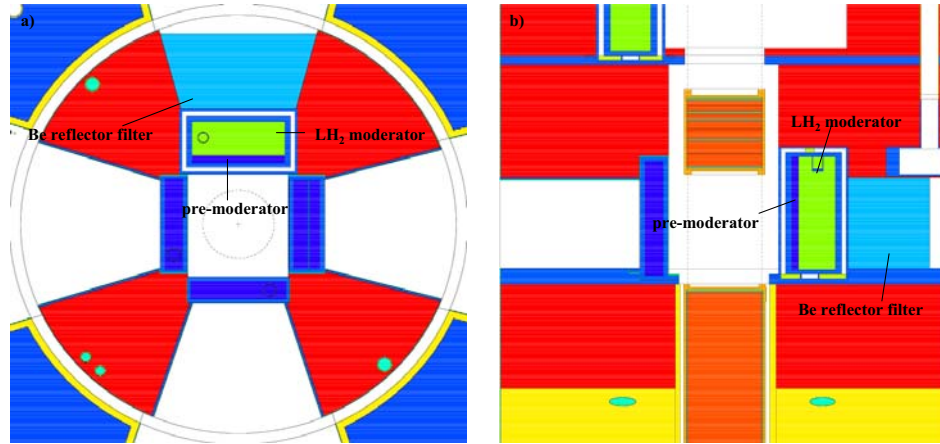 a)
Be reflector filter
LH₂ moderator
pre-moderator
b)
LH₂ moderator
pre-moderator
Be reflector filter